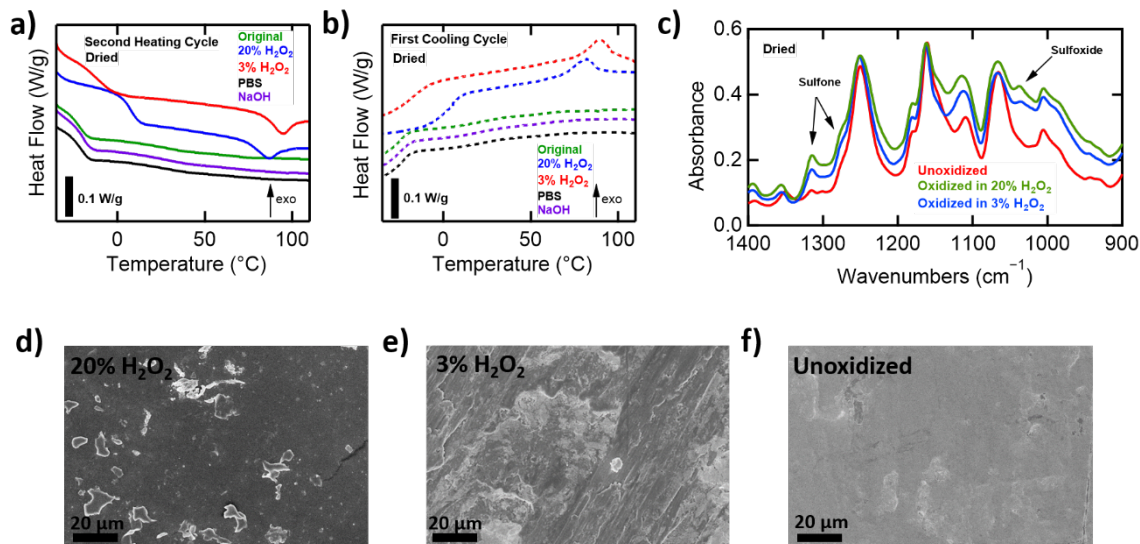 a)
Second Heating Cycle
Dried
Original
20% H₂O₂
3% H₂O₂
PBS
NaOH
Heat Flow (W/g)
0.1 W/g
exo
0 50 100
Temperature (°C)
b)
First Cooling Cycle
Dried
Original
20% H₂O₂
3% H₂O₂
PBS
NaOH
Heat Flow (W/g)
0.1 W/g
exo
0 50 100
Temperature (°C)
c)
Dried
Sulfone
Sulfoxide
Unoxidized
Oxidized in 20% H₂O₂
Oxidized in 3% H₂O₂
Absorbance
0.6
0.4
0.2
0.0
1400 1300 1200 1100 1000 900
Wavenumbers (cm⁻¹)
d)
20% H₂O₂
20 µm
e)
3% H₂O₂
20 µm
f)
Unoxidized
20 µm